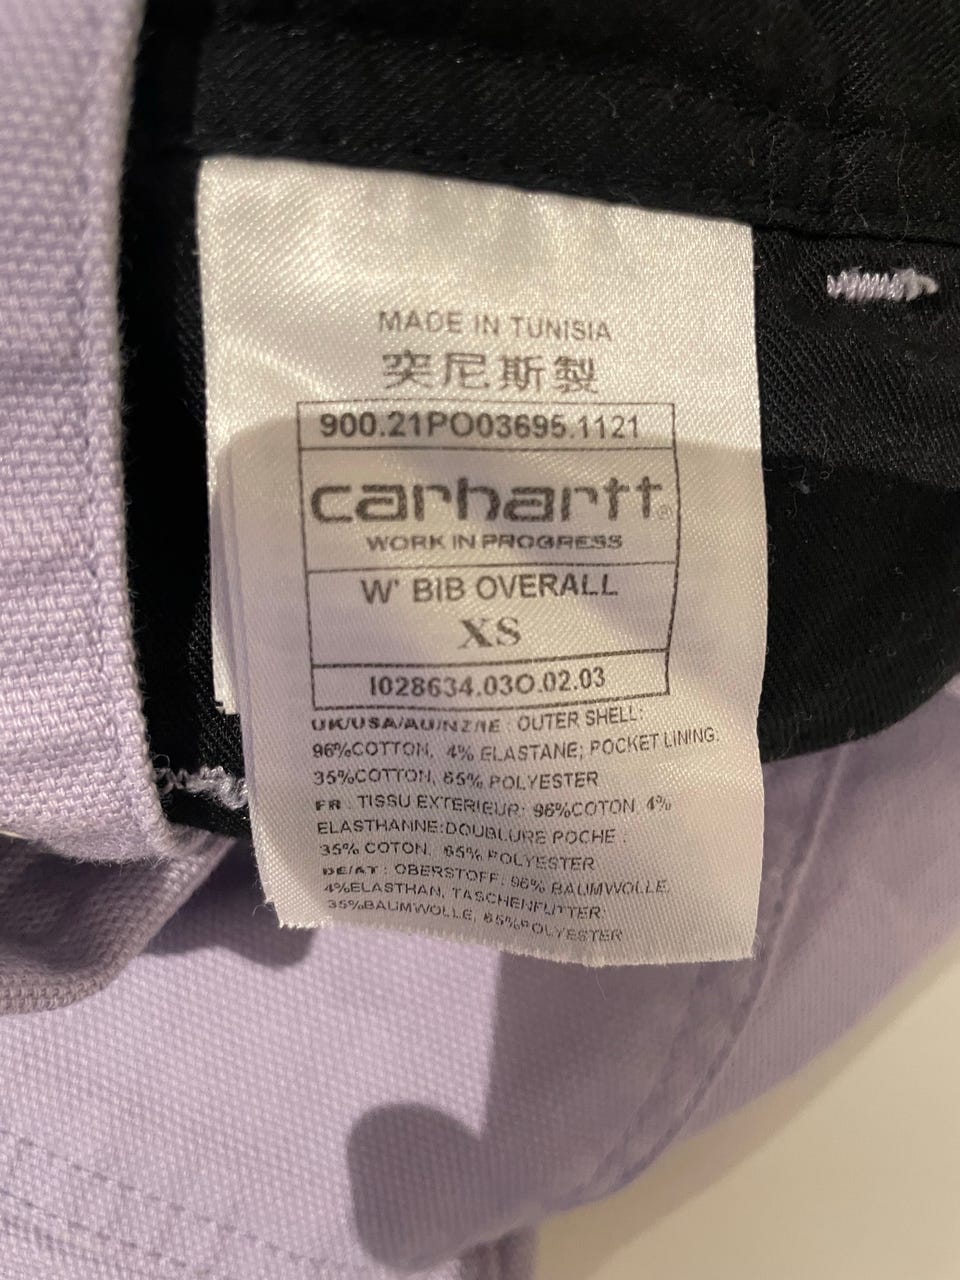 MADE IN TUNISIA
突尼斯製
900.21PO03695.1121
carhartt®
WORK IN PROGRESS
W' BIB OVERALL
XS
I028634.03O.02.03
UK/USA/AU/NZ/IE : OUTER SHELL:
96%COTTON, 4% ELASTANE; POCKET LINING:
35%COTTON, 65% POLYESTER
FR : TISSU EXTERIEUR: 96%COTON, 4%
ELASTHANNE:DOUBLURE POCHE :
35% COTON, 65% POLYESTER
DE/AT : OBERSTOFF: 96% BAUMWOLLE,
4%ELASTHAN, TASCHENFUTTER:
35%BAUMWOLLE, 65%POLYESTER